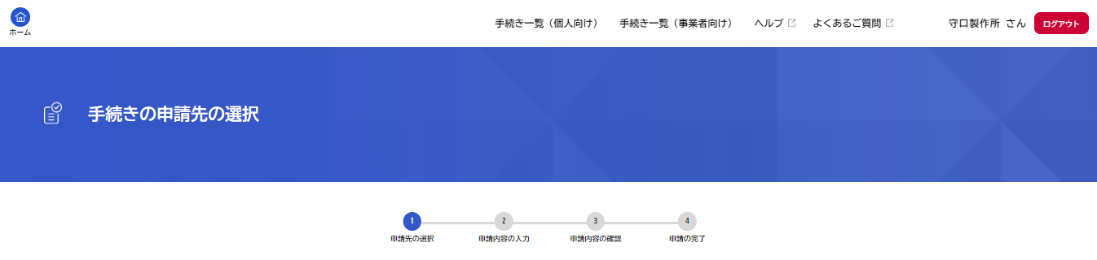 ホーム
手続き一覧（個人向け） 手続き一覧（事業者向け） ヘルプ よくあるご質問 守口製作所 さん ログアウト
手続きの申請先の選択
1 2 3 4
申請先の選択 申請内容の入力 申請内容の確認 申請の完了